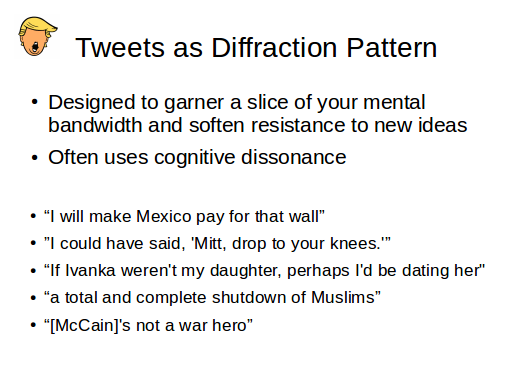 Tweets as Diffraction Pattern
• Designed to garner a slice of your mental
bandwidth and soften resistance to new ideas
• Often uses cognitive dissonance
• “I will make Mexico pay for that wall”
• ”I could have said, 'Mitt, drop to your knees.'”
• “If Ivanka weren't my daughter, perhaps I'd be dating her"
• “a total and complete shutdown of Muslims”
• “[McCain]'s not a war hero”